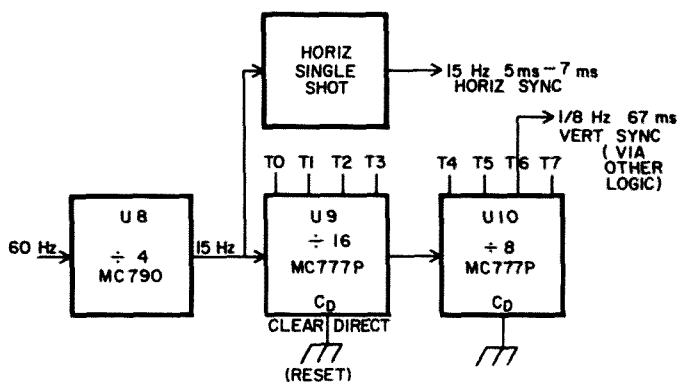 HORIZ
SINGLE
SHOT
15 Hz 5ms-7ms
HORIZ SYNC
1/8 Hz 67 ms
VERT SYNC
(VIA
OTHER
LOGIC)
T0 T1 T2 T3
T4 T5 T6 T7
60 Hz
U8
÷ 4
MC790
15 Hz
U9
÷ 16
MC777P
CD
CLEAR DIRECT
(RESET)
U10
÷ 8
MC777P
CD